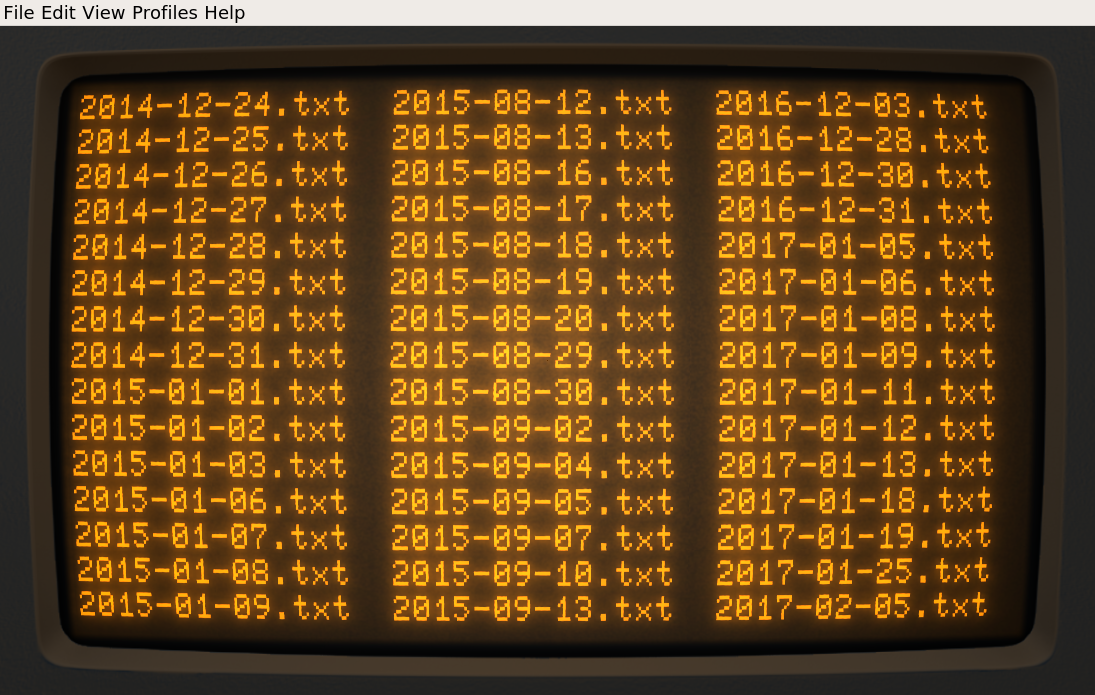 File Edit View Profiles Help
2014-12-24.txt 2015-08-12.txt 2016-12-03.txt
2014-12-25.txt 2015-08-13.txt 2016-12-28.txt
2014-12-26.txt 2015-08-16.txt 2016-12-30.txt
2014-12-27.txt 2015-08-17.txt 2016-12-31.txt
2014-12-28.txt 2015-08-18.txt 2017-01-05.txt
2014-12-29.txt 2015-08-19.txt 2017-01-06.txt
2014-12-30.txt 2015-08-20.txt 2017-01-08.txt
2014-12-31.txt 2015-08-29.txt 2017-01-09.txt
2015-01-01.txt 2015-08-30.txt 2017-01-11.txt
2015-01-02.txt 2015-09-02.txt 2017-01-12.txt
2015-01-03.txt 2015-09-04.txt 2017-01-13.txt
2015-01-06.txt 2015-09-05.txt 2017-01-18.txt
2015-01-07.txt 2015-09-07.txt 2017-01-19.txt
2015-01-08.txt 2015-09-10.txt 2017-01-25.txt
2015-01-09.txt 2015-09-13.txt 2017-02-05.txt